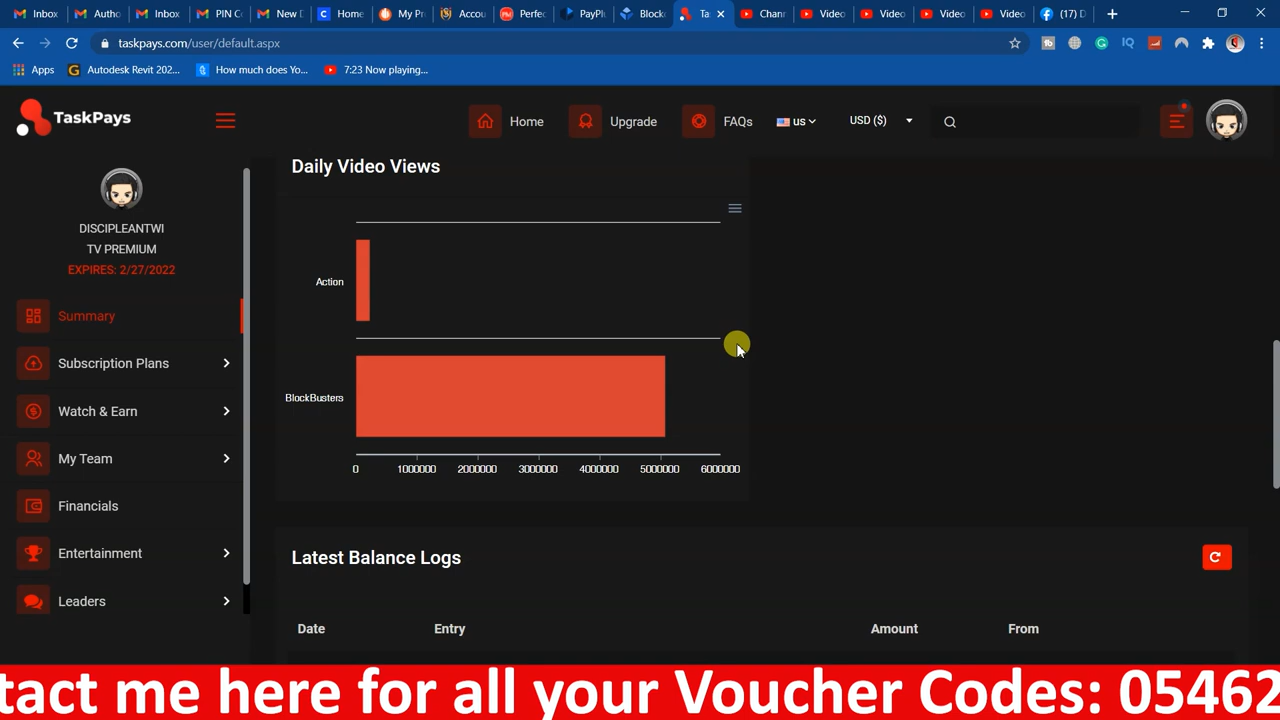 Inbox
Autho
Inbox
PIN C
New D
Home
My Pr
Accou
Perfec
PayPl
Block
Ta
Chann
Video
Video
Video
Video
(17) D
taskpays.com/user/default.aspx
Apps
Autodesk Revit 202...
How much does Yo...
7:23 Now playing...
TaskPays
Home
Upgrade
FAQs
us
USD ($)
DISCIPLEANTWI
TV PREMIUM
EXPIRES: 2/27/2022
Summary
Subscription Plans
Watch & Earn
My Team
Financials
Entertainment
Leaders
Daily Video Views
Action
BlockBusters
0 1000000 2000000 3000000 4000000 5000000 6000000
Latest Balance Logs
Date Entry Amount From
tact me here for all your Voucher Codes: 05462